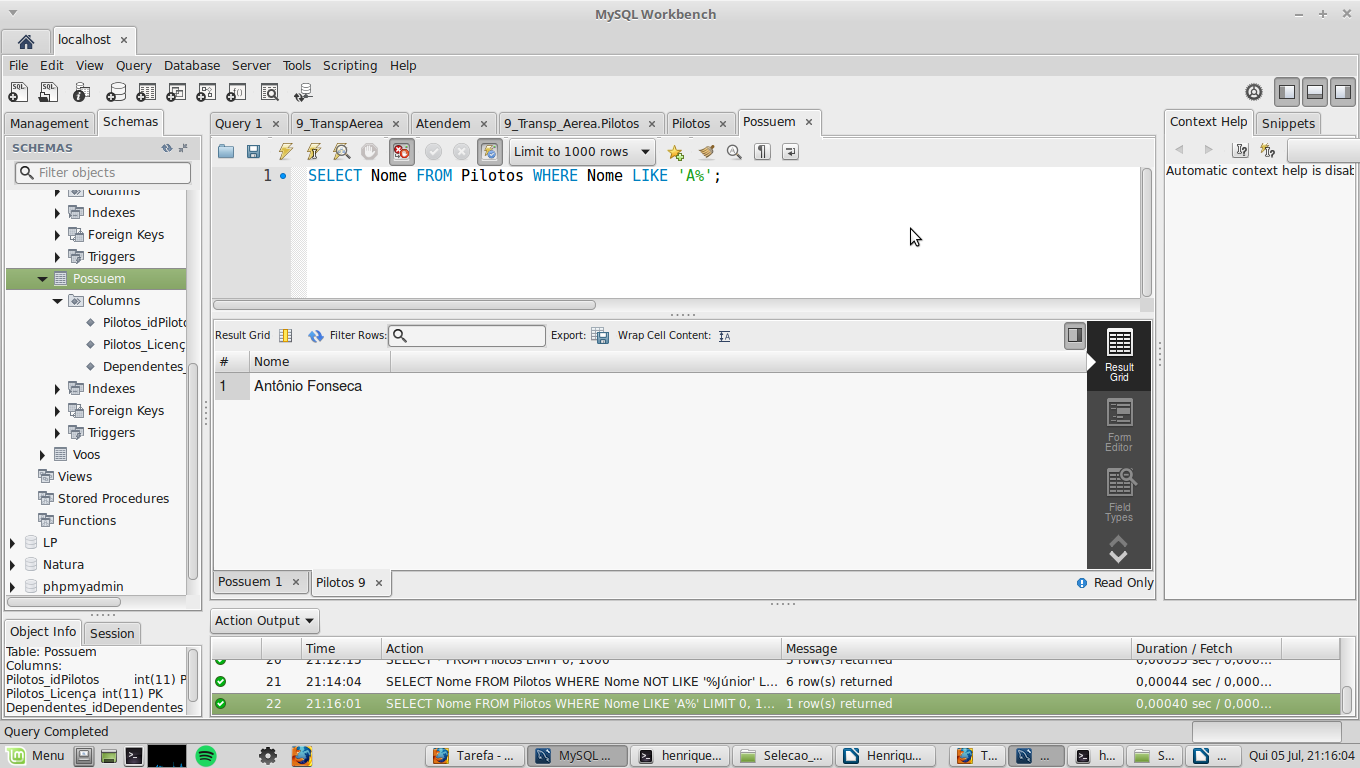 MySQL Workbench
localhost
File Edit View Query Database Server Tools Scripting Help
Management Schemas
Query 1 9_TranspAerea Atendem 9_Transp_Aerea.Pilotos Pilotos Possuem
Context Help Snippets
SCHEMAS
Filter objects
Limit to 1000 rows
Automatic context help is disab
1 SELECT Nome FROM Pilotos WHERE Nome LIKE 'A%';
Columns
Indexes
Foreign Keys
Triggers
Possuem
Columns
Pilotos_idPiloto
Pilotos_Licenç
Dependentes_
Indexes
Foreign Keys
Triggers
Voos
Views
Stored Procedures
Functions
LP
Natura
phpmyadmin
Result Grid Filter Rows: Export: Wrap Cell Content:
# Nome
1 Antônio Fonseca
Result Grid
Form Editor
Field Types
Possuem 1 Pilotos 9
Read Only
Object Info Session
Table: Possuem
Columns:
Pilotos_idPilotos int(11) P
Pilotos_Licença int(11) PK
Dependentes_idDependentes
Action Output
Time Action Message Duration / Fetch
20 21:12:15 SELECT * FROM Pilotos LIMIT 0, 1000
21 21:14:04 SELECT Nome FROM Pilotos WHERE Nome NOT LIKE '%Júnior' L... 6 row(s) returned 0,00044 sec / 0,000...
22 21:16:01 SELECT Nome FROM Pilotos WHERE Nome LIKE 'A%' LIMIT 0, 1... 1 row(s) returned 0,00040 sec / 0,000...
Query Completed
Menu Tarefa - ... MySQL ... henrique... Selecao_... Henriqu... T... ... h... S... ... Qui 05 Jul, 21:16:04